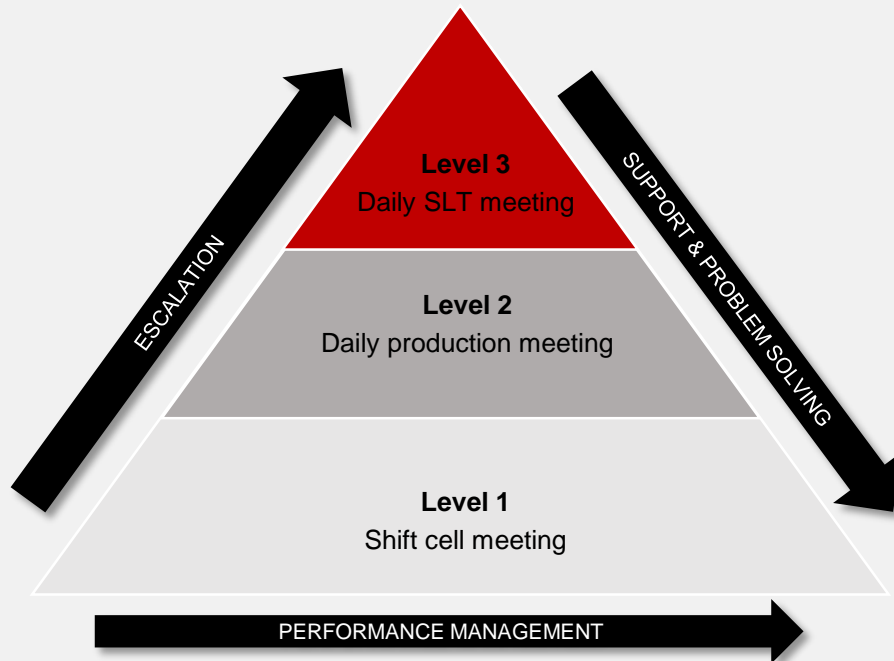 Level 3
Daily SLT meeting
ESCALATION
SUPPORT & PROBLEM SOLVING
Level 2
Daily production meeting
Level 1
Shift cell meeting
PERFORMANCE MANAGEMENT